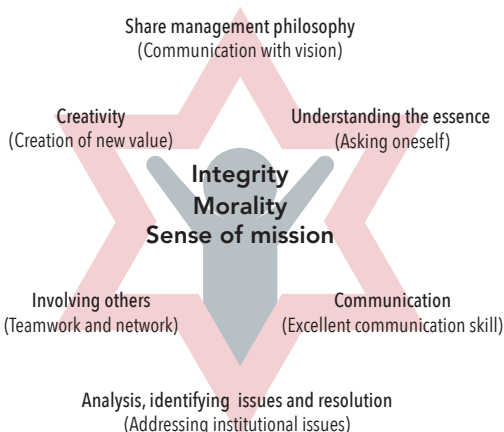 Share management philosophy
(Communication with vision)
Creativity
(Creation of new value)
Understanding the essence
(Asking oneself)
Integrity
Morality
Sense of mission
Involving others
(Teamwork and network)
Communication
(Excellent communication skill)
Analysis, identifying issues and resolution
(Addressing institutional issues)